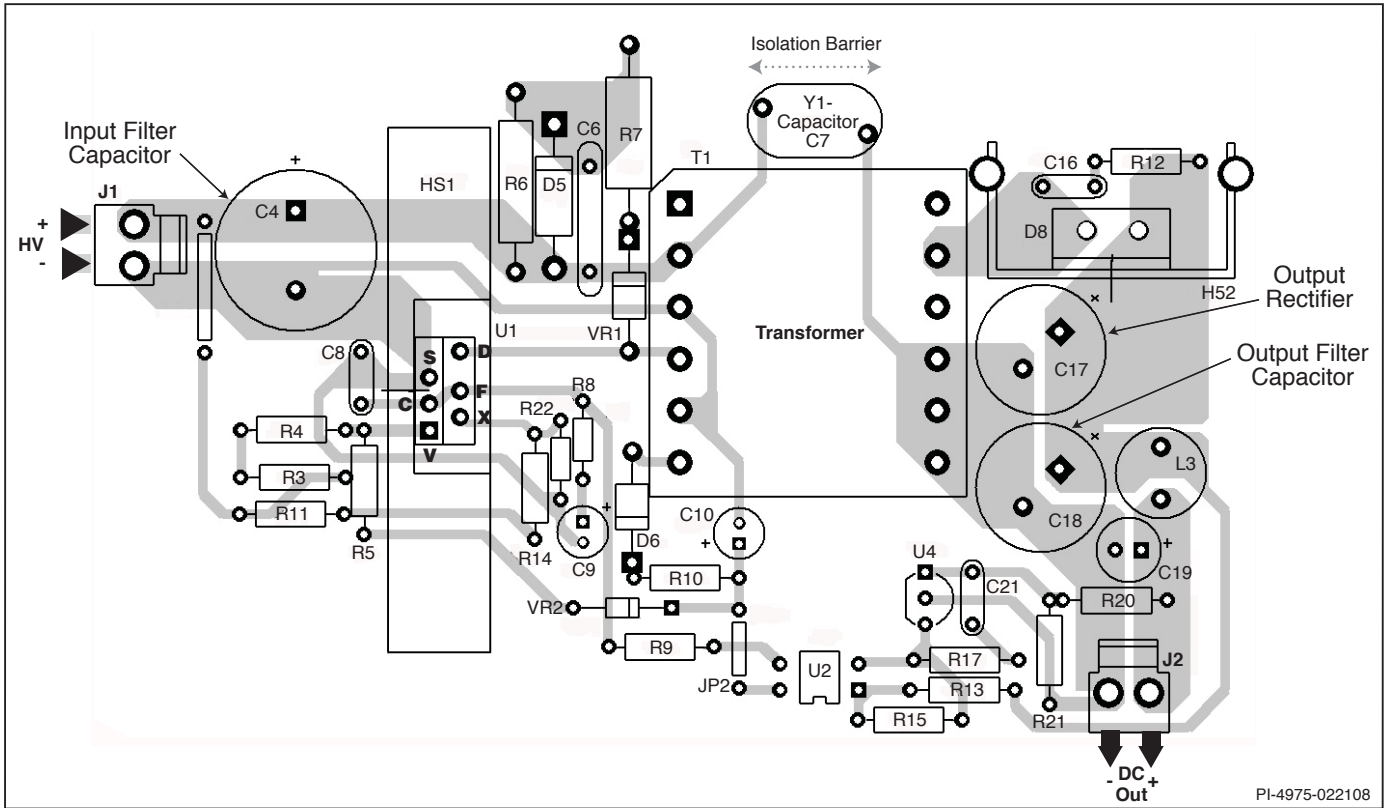 Isolation Barrier
Y1-
Capacitor
C7
Input Filter
Capacitor
+
J1
C4
HS1
R6
D5
C6
R7
T1
C16
R12
+
HV
-
D8
H52
Output
Rectifier
Transformer
VR1
U1
C8
S
D
C
F
X
V
R8
R22
C17
Output Filter
Capacitor
R4
R3
R11
R5
R14
+
C9
D6
C10
+
C18
L3
+
C19
R10
VR2
U4
C21
R20
R9
JP2
U2
R17
R13
R15
R21
J2
- DC +
Out
PI-4975-022108